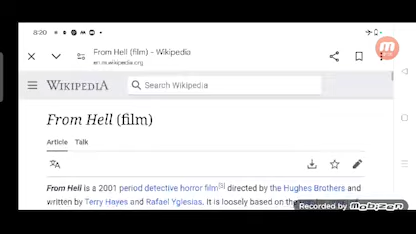 8:20
From Hell (film) - Wikipedia
en.m.wikipedia.org
WIKIPEDIA
Search Wikipedia
From Hell (film)
Article Talk
From Hell is a 2001 period detective horror film[3] directed by the Hughes Brothers and
written by Terry Hayes and Rafael Yglesias. It is loosely based on the
Recorded by Mobizen